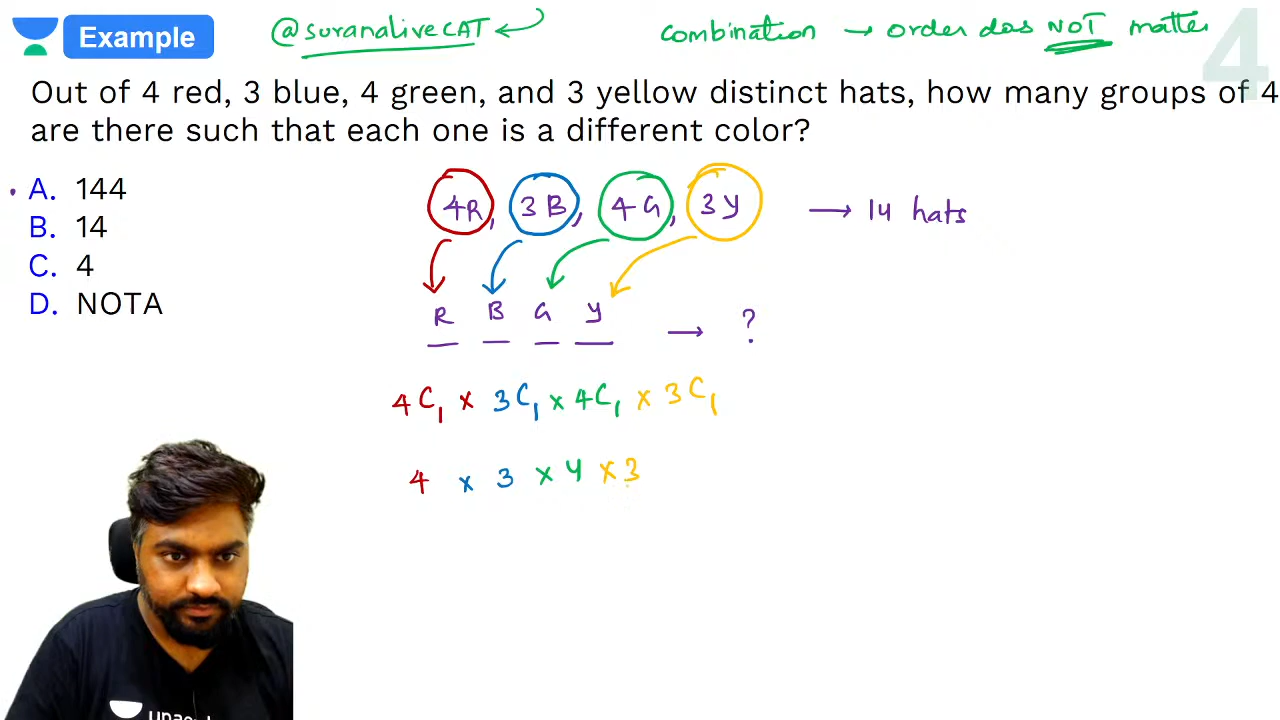 Example
@suranaliveCAT
combination → order does NOT matter
4
Out of 4 red, 3 blue, 4 green, and 3 yellow distinct hats, how many groups of 4
are there such that each one is a different color?
A. 144
B. 14
C. 4
D. NOTA
4R, 3B, 4G, 3Y → 14 hats
R B G Y → ?
4C₁ x 3C₁ x 4C₁ x 3C₁
4 x 3 x 4 x 3